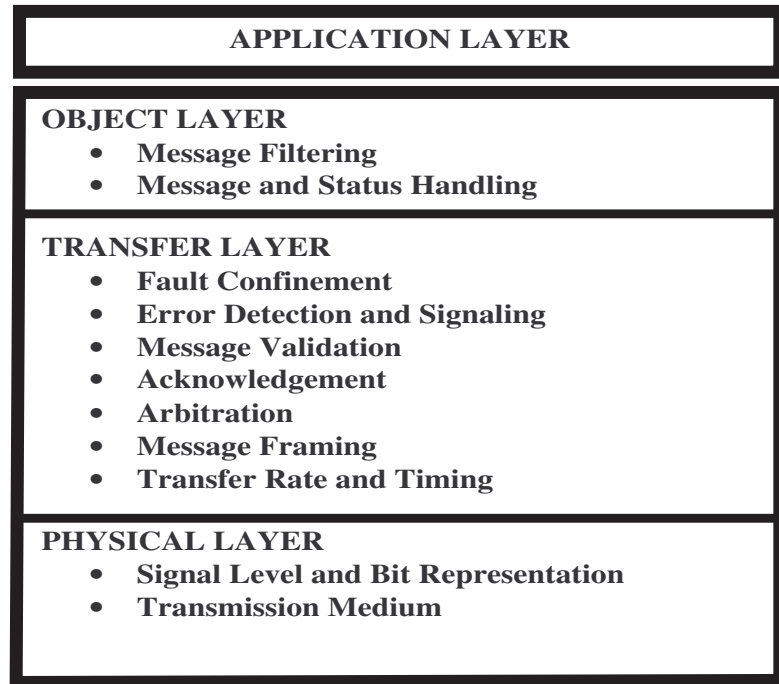 APPLICATION LAYER
OBJECT LAYER
• Message Filtering
• Message and Status Handling
TRANSFER LAYER
• Fault Confinement
• Error Detection and Signaling
• Message Validation
• Acknowledgement
• Arbitration
• Message Framing
• Transfer Rate and Timing
PHYSICAL LAYER
• Signal Level and Bit Representation
• Transmission Medium